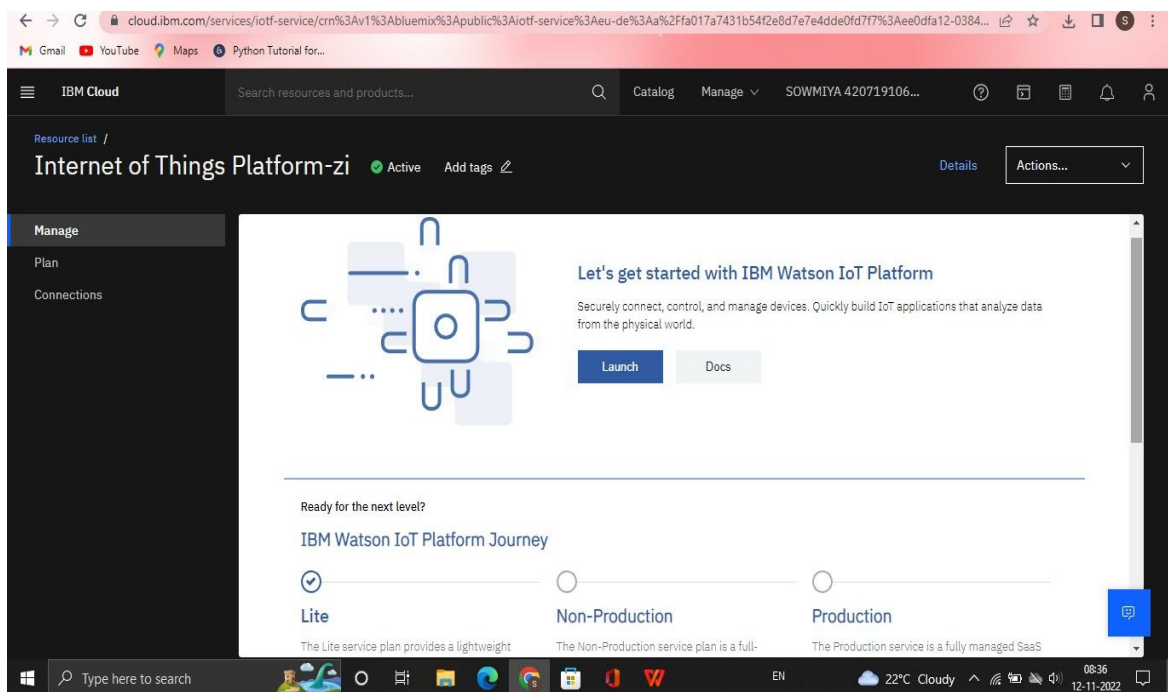 cloud.ibm.com/services/iotf-service/crn%3Av1%3Abluemix%3Apublic%3Aiotf-service%3Aeu-de%3Aa%2Ffa017a7431b54f2e8d7e7e4dde0fd7f7%3Aee0dfa12-0384...
S
Gmail YouTube Maps Python Tutorial for...
IBM Cloud Search resources and products... Catalog Manage SOWMIYA 420719106...
Resource list /
Internet of Things Platform-zi Active Add tags Details Actions...
Manage
Plan
Connections
Let's get started with IBM Watson IoT Platform
Securely connect, control, and manage devices. Quickly build IoT applications that analyze data
from the physical world.
Launch Docs
Ready for the next level?
IBM Watson IoT Platform Journey
Lite Non-Production Production
The Lite service plan provides a lightweight The Non-Production service plan is a full- The Production service is a fully managed SaaS
Type here to search EN 22°C Cloudy 08:36
12-11-2022